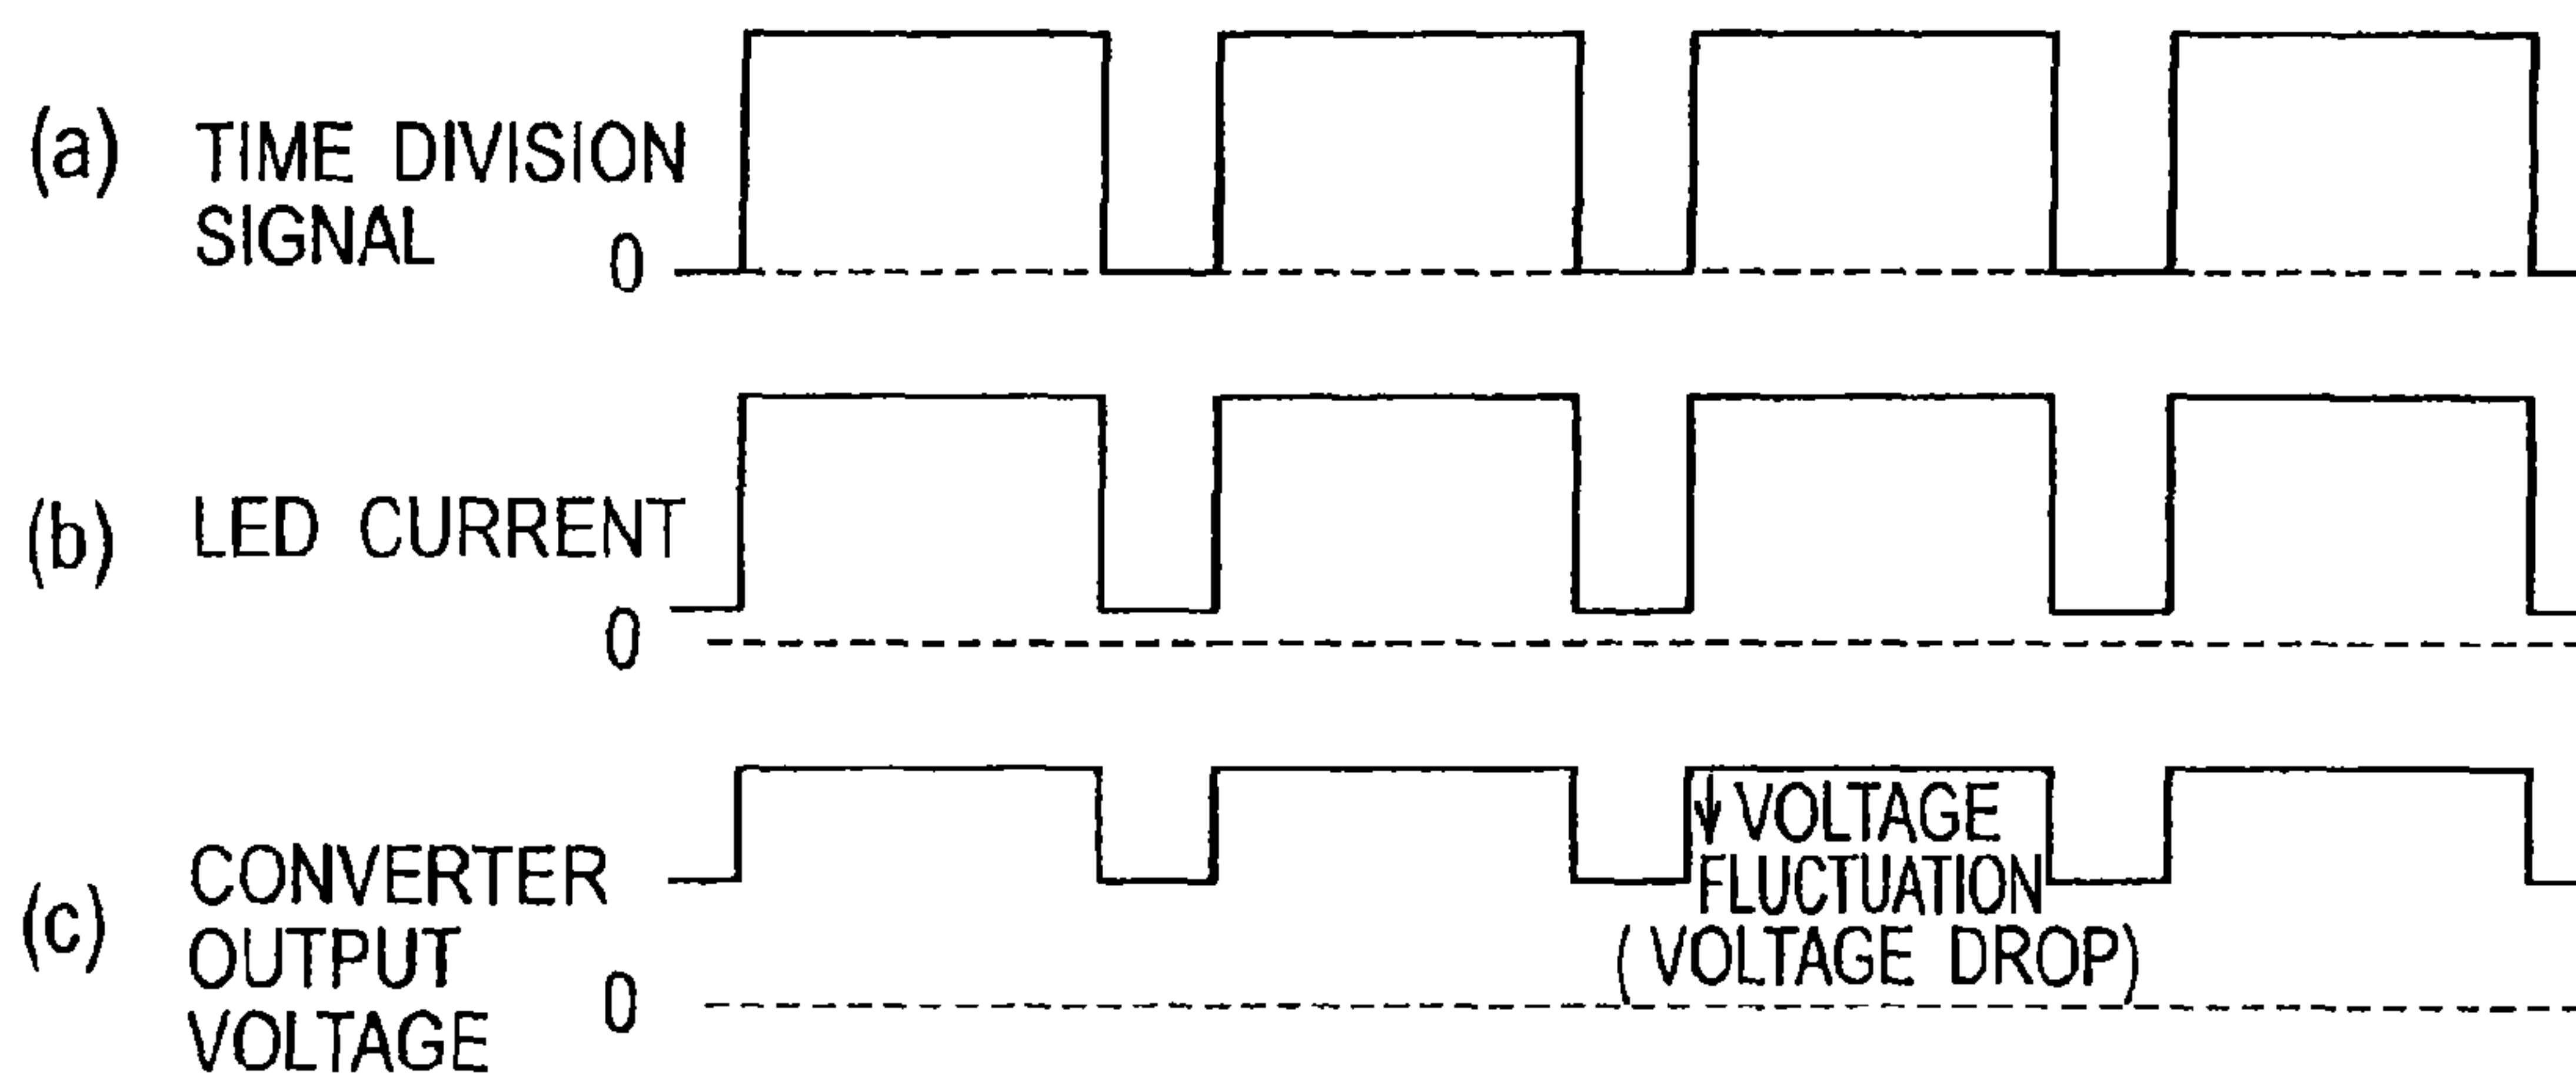 (a) TIME DIVISION
SIGNAL
0
(b) LED CURRENT
0
(c) CONVERTER
OUTPUT
VOLTAGE
0
VOLTAGE
FLUCTUATION
(VOLTAGE DROP)